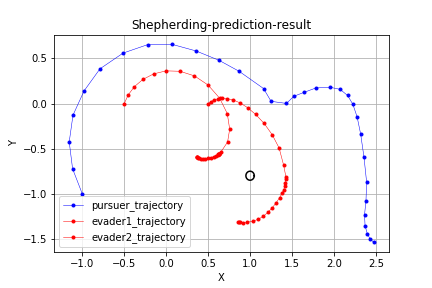 Shepherding-prediction-result
Y
0.5
0.0
−0.5
−1.0
−1.5
pursuer_trajectory
evader1_trajectory
evader2_trajectory
−1.0 −0.5 0.0 0.5 1.0 1.5 2.0 2.5
X